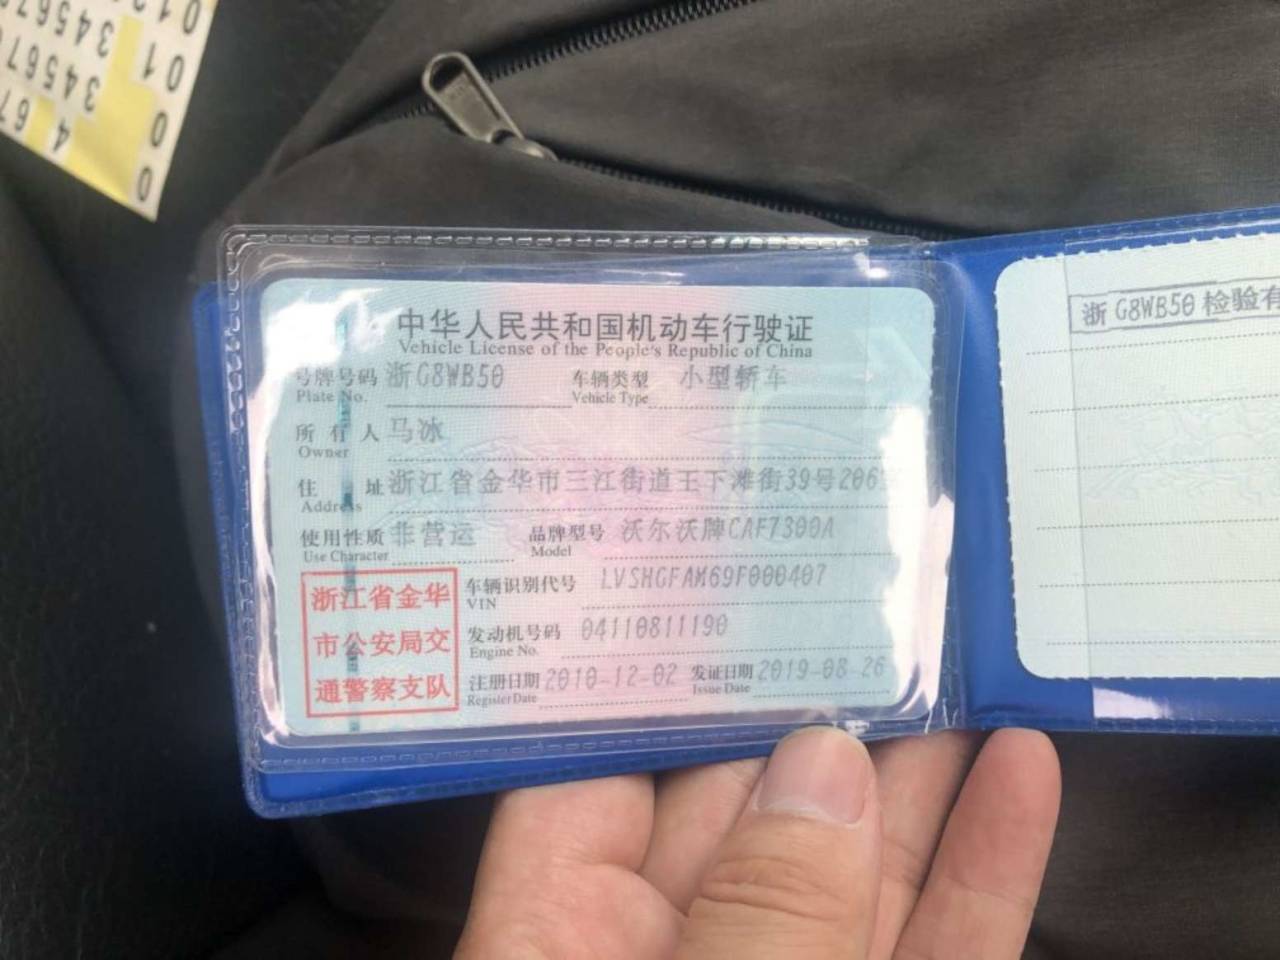 中华人民共和国机动车行驶证
Vehicle License of the People's Republic of China
号牌号码 浙G8WB50 车辆类型 小型轿车
Plate No. Vehicle Type
所有人 马冰
Owner
住址 浙江省金华市三江街道王下滩街39号206室
Address
使用性质 非营运 品牌型号 沃尔沃牌CAF7300A
Use Character Model
车辆识别代号 LVSHGFAM69F000407
VIN
发动机号码 04110811190
Engine No.
注册日期 2010-12-02 发证日期 2019-08-26
Register Date Issue Date
浙江省金华
市公安局交
通警察支队
浙G8WB50 检验有